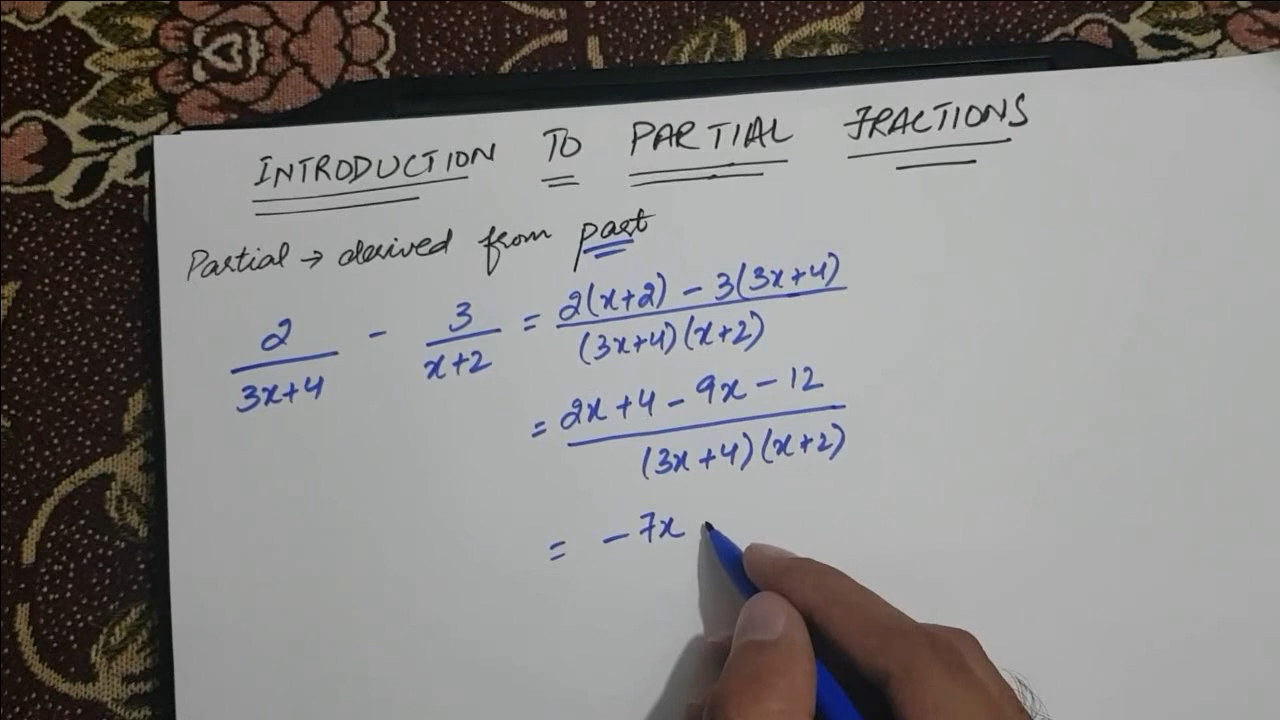 INTRODUCTION TO PARTIAL FRACTIONS
Partial → derived from part
2/(3x+4) - 3/(x+2) = (2(x+2) - 3(3x+4))/((3x+4)(x+2))
= (2x+4-9x-12)/((3x+4)(x+2))
= -7x